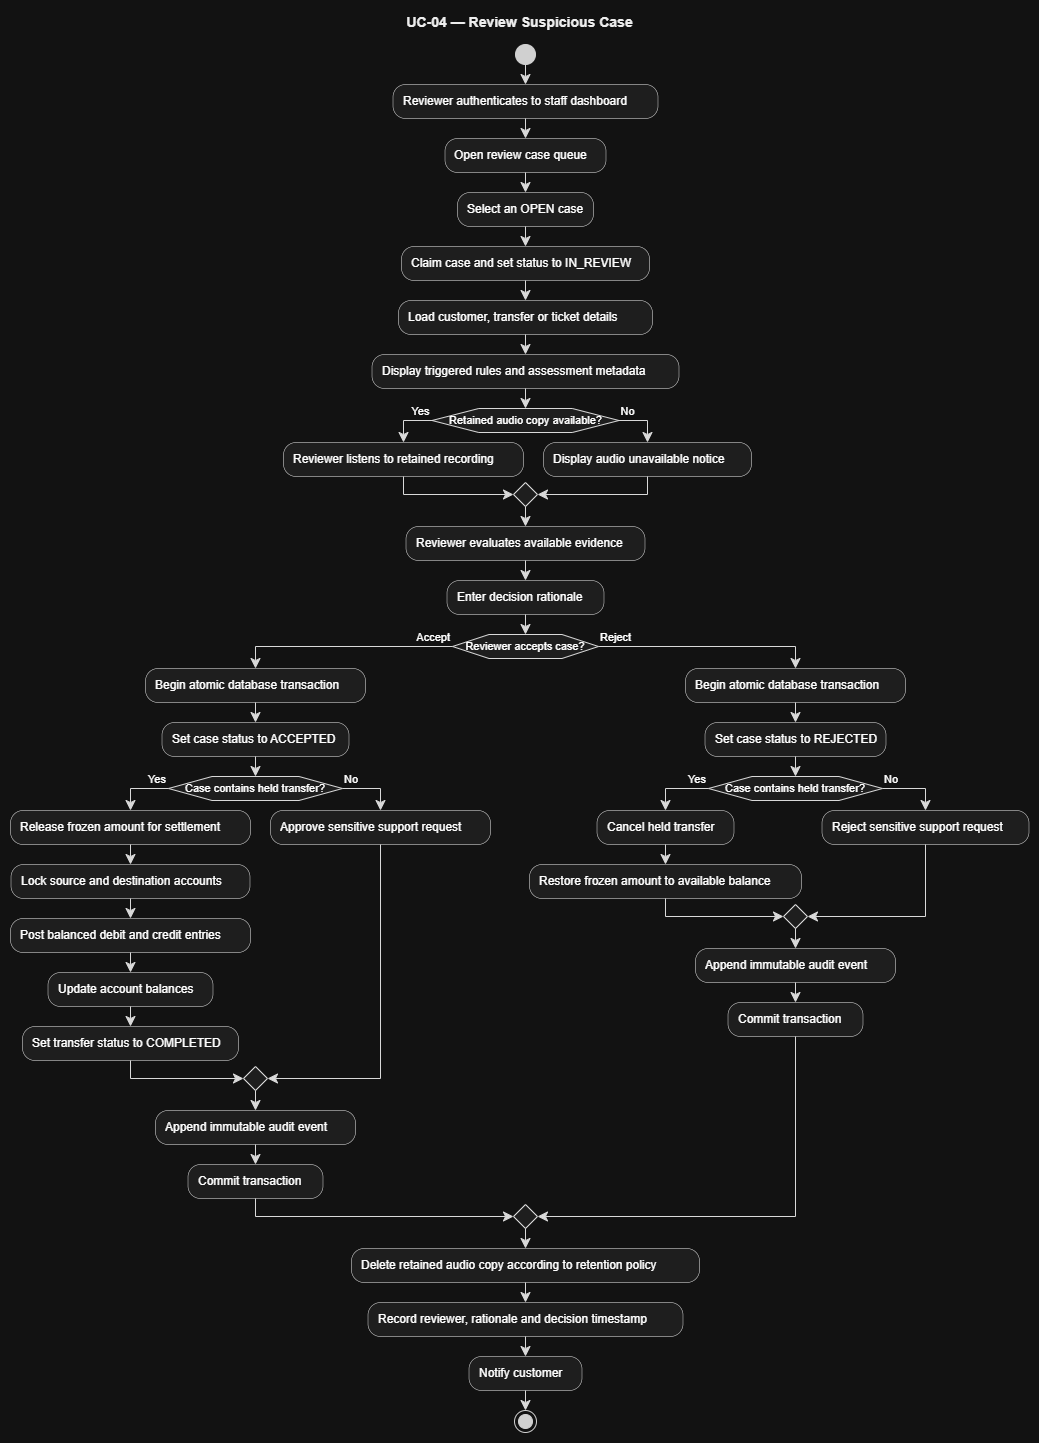 UC-04 — Review Suspicious Case
Reviewer authenticates to staff dashboard
Open review case queue
Select an OPEN case
Claim case and set status to IN_REVIEW
Load customer, transfer or ticket details
Display triggered rules and assessment metadata
Yes
Retained audio copy available?
No
Reviewer listens to retained recording
Display audio unavailable notice
Reviewer evaluates available evidence
Enter decision rationale
Accept
Reviewer accepts case?
Reject
Begin atomic database transaction
Begin atomic database transaction
Set case status to ACCEPTED
Set case status to REJECTED
Yes
Case contains held transfer?
No
Yes
Case contains held transfer?
No
Release frozen amount for settlement
Approve sensitive support request
Cancel held transfer
Reject sensitive support request
Lock source and destination accounts
Restore frozen amount to available balance
Post balanced debit and credit entries
Append immutable audit event
Update account balances
Commit transaction
Set transfer status to COMPLETED
Append immutable audit event
Commit transaction
Delete retained audio copy according to retention policy
Record reviewer, rationale and decision timestamp
Notify customer